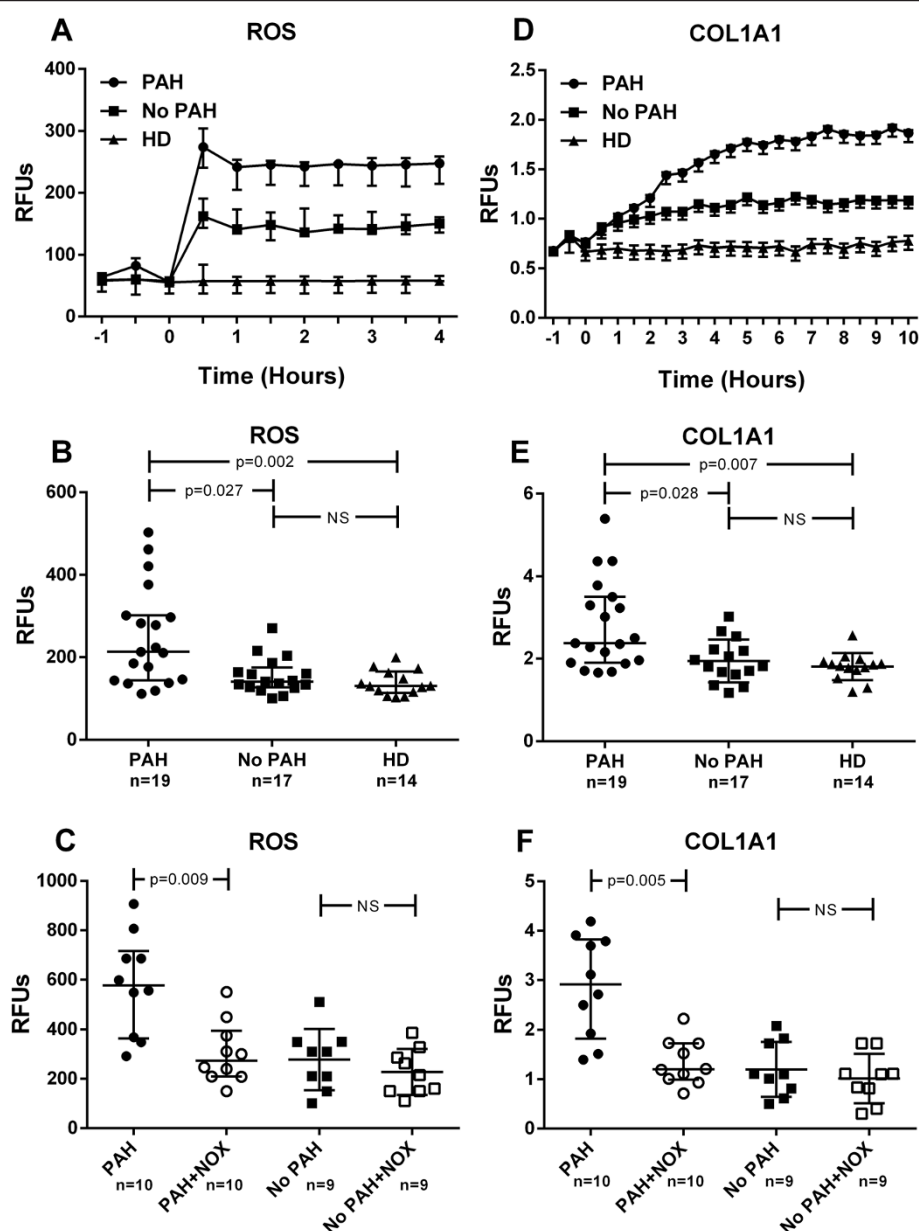 A ROS
400
300
200
100
0
RFUs
PAH
No PAH
HD
-1 0 1 2 3 4
Time (Hours)
D COL1A1
2.5
2.0
1.5
1.0
0.5
0.0
RFUs
PAH
No PAH
HD
-1 0 1 2 3 4 5 6 7 8 9 10
Time (Hours)
B ROS
p=0.002
p=0.027
NS
600
400
200
0
RFUs
PAH No PAH HD
n=19 n=17 n=14
E COL1A1
p=0.007
p=0.028
NS
6
4
2
0
RFUs
PAH No PAH HD
n=19 n=17 n=14
C ROS
p=0.009
NS
1000
800
600
400
200
0
RFUs
PAH PAH+NOX No PAH No PAH+NOX
n=10 n=10 n=9 n=9
F COL1A1
p=0.005
NS
5
4
3
2
1
0
RFUs
PAH PAH+NOX No PAH No PAH+NOX
n=10 n=10 n=9 n=9